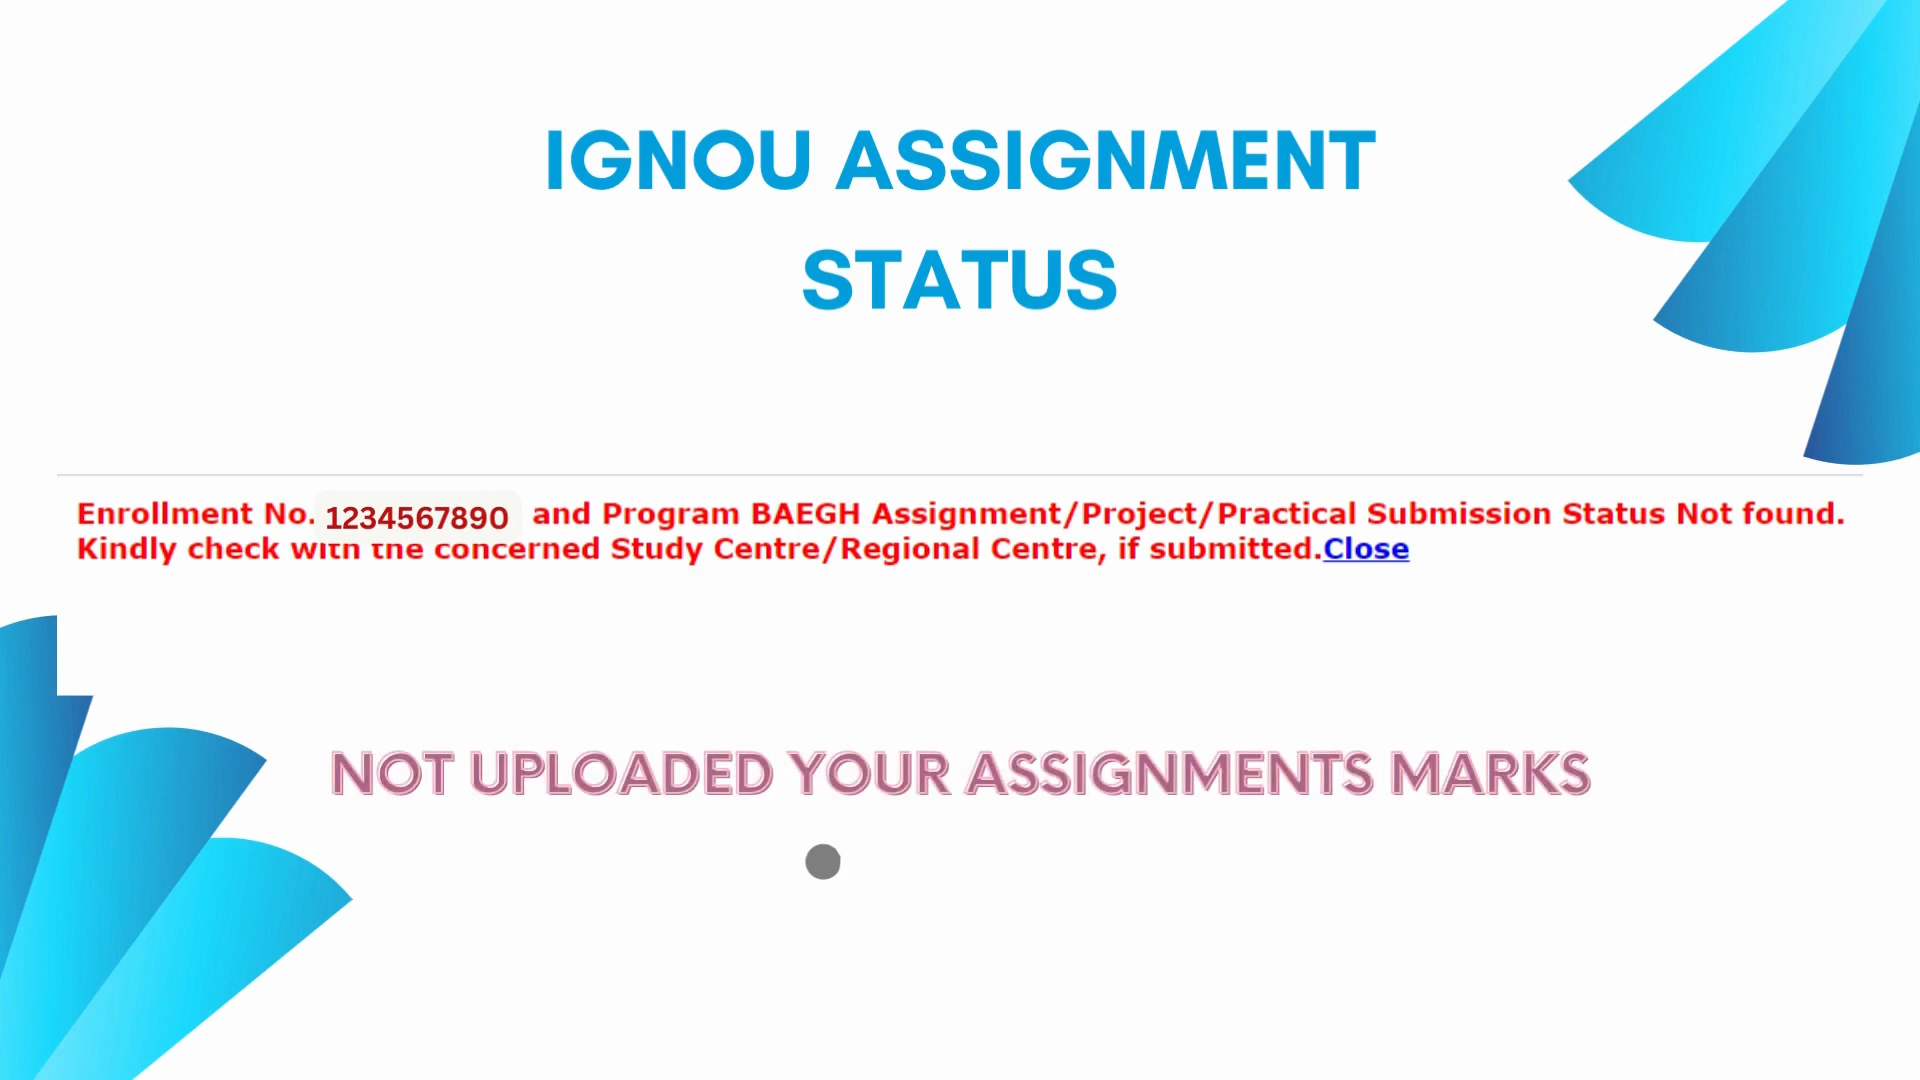 IGNOU ASSIGNMENT
STATUS
Enrollment No. 1234567890 and Program BAEGH Assignment/Project/Practical Submission Status Not found.
Kindly check with the concerned Study Centre/Regional Centre, if submitted.Close
NOT UPLOADED YOUR ASSIGNMENTS MARKS